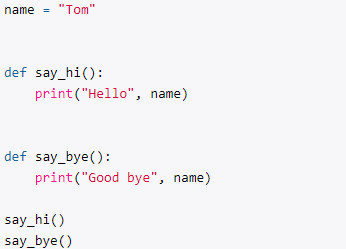 name = "Tom"
def say_hi():
    print("Hello", name)
def say_bye():
    print("Good bye", name)
say_hi()
say_bye()